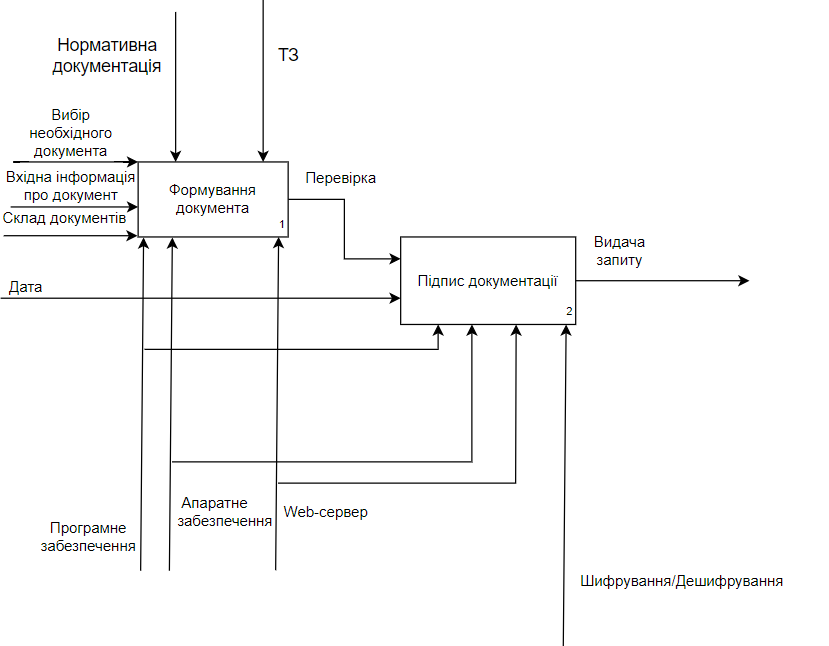 Нормативна
документація
ТЗ
Вибір
необхідного
документа
Вхідна інформація
про документ
Склад документів
Формування
документа
1
Перевірка
Дата
Підпис документації
2
Видача
запиту
Апаратне
забезпечення
Web-сервер
Програмне
забезпечення
Шифрування/Дешифрування